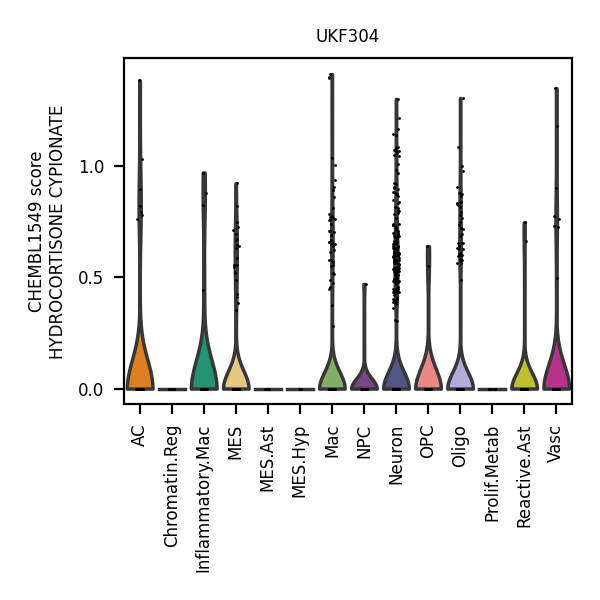 UKF304
CHEMBL1549 score
HYDROCORTISONE CYPIONATE
1.0
0.5
0.0
AC
Chromatin.Reg
Inflammatory.Mac
MES
MES.Ast
MES.Hyp
Mac
NPC
Neuron
OPC
Oligo
Prolif.Metab
Reactive.Ast
Vasc